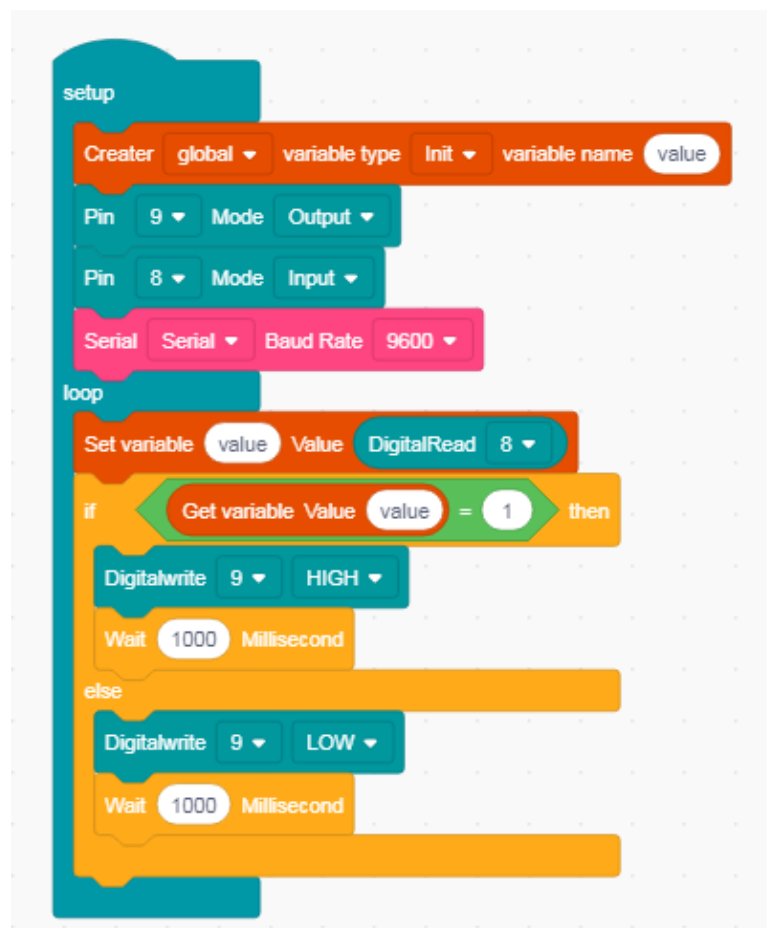 setup
Creater global variable type Init variable name value
Pin 9 Mode Output
Pin 8 Mode Input
Serial Serial Baud Rate 9600
loop
Set variable value Value DigitalRead 8
if Get variable Value value = 1 then
Digitalwrite 9 HIGH
Wait 1000 Millisecond
else
Digitalwrite 9 LOW
Wait 1000 Millisecond